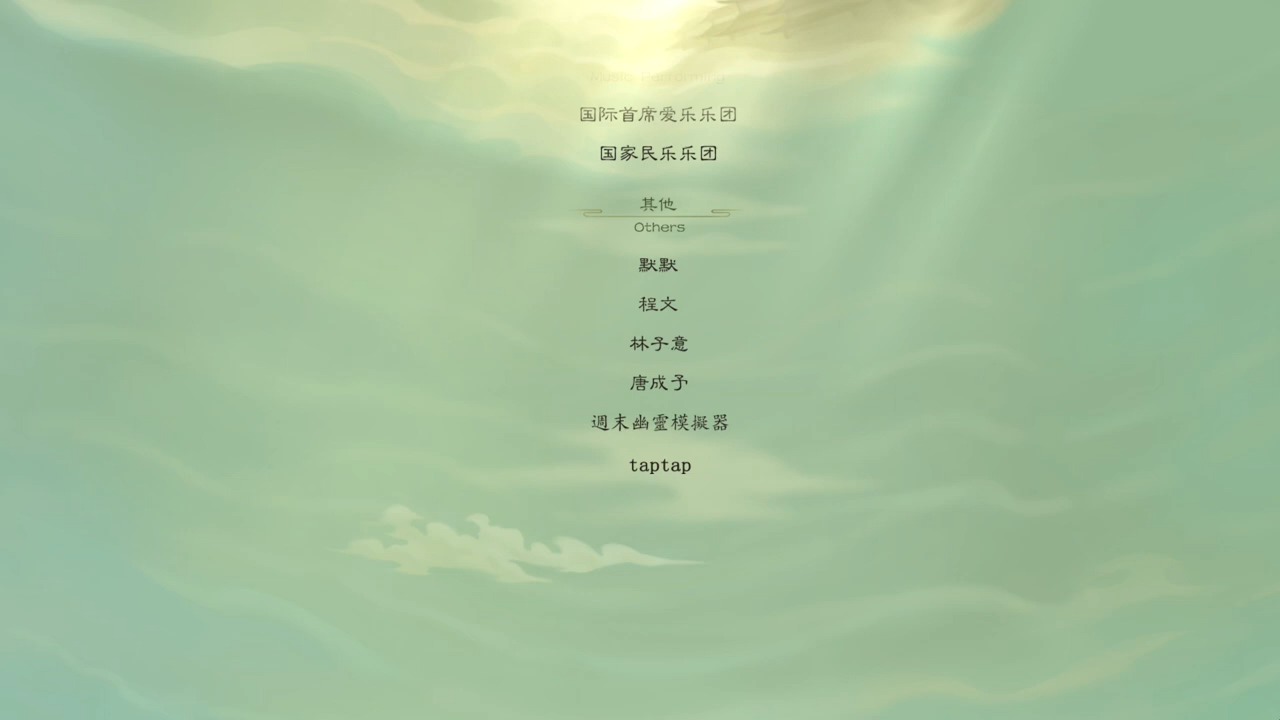 国际首席爱乐乐团
国家民乐乐团
其他
Others
默默
程文
林子意
唐成予
週末幽靈模擬器
taptap